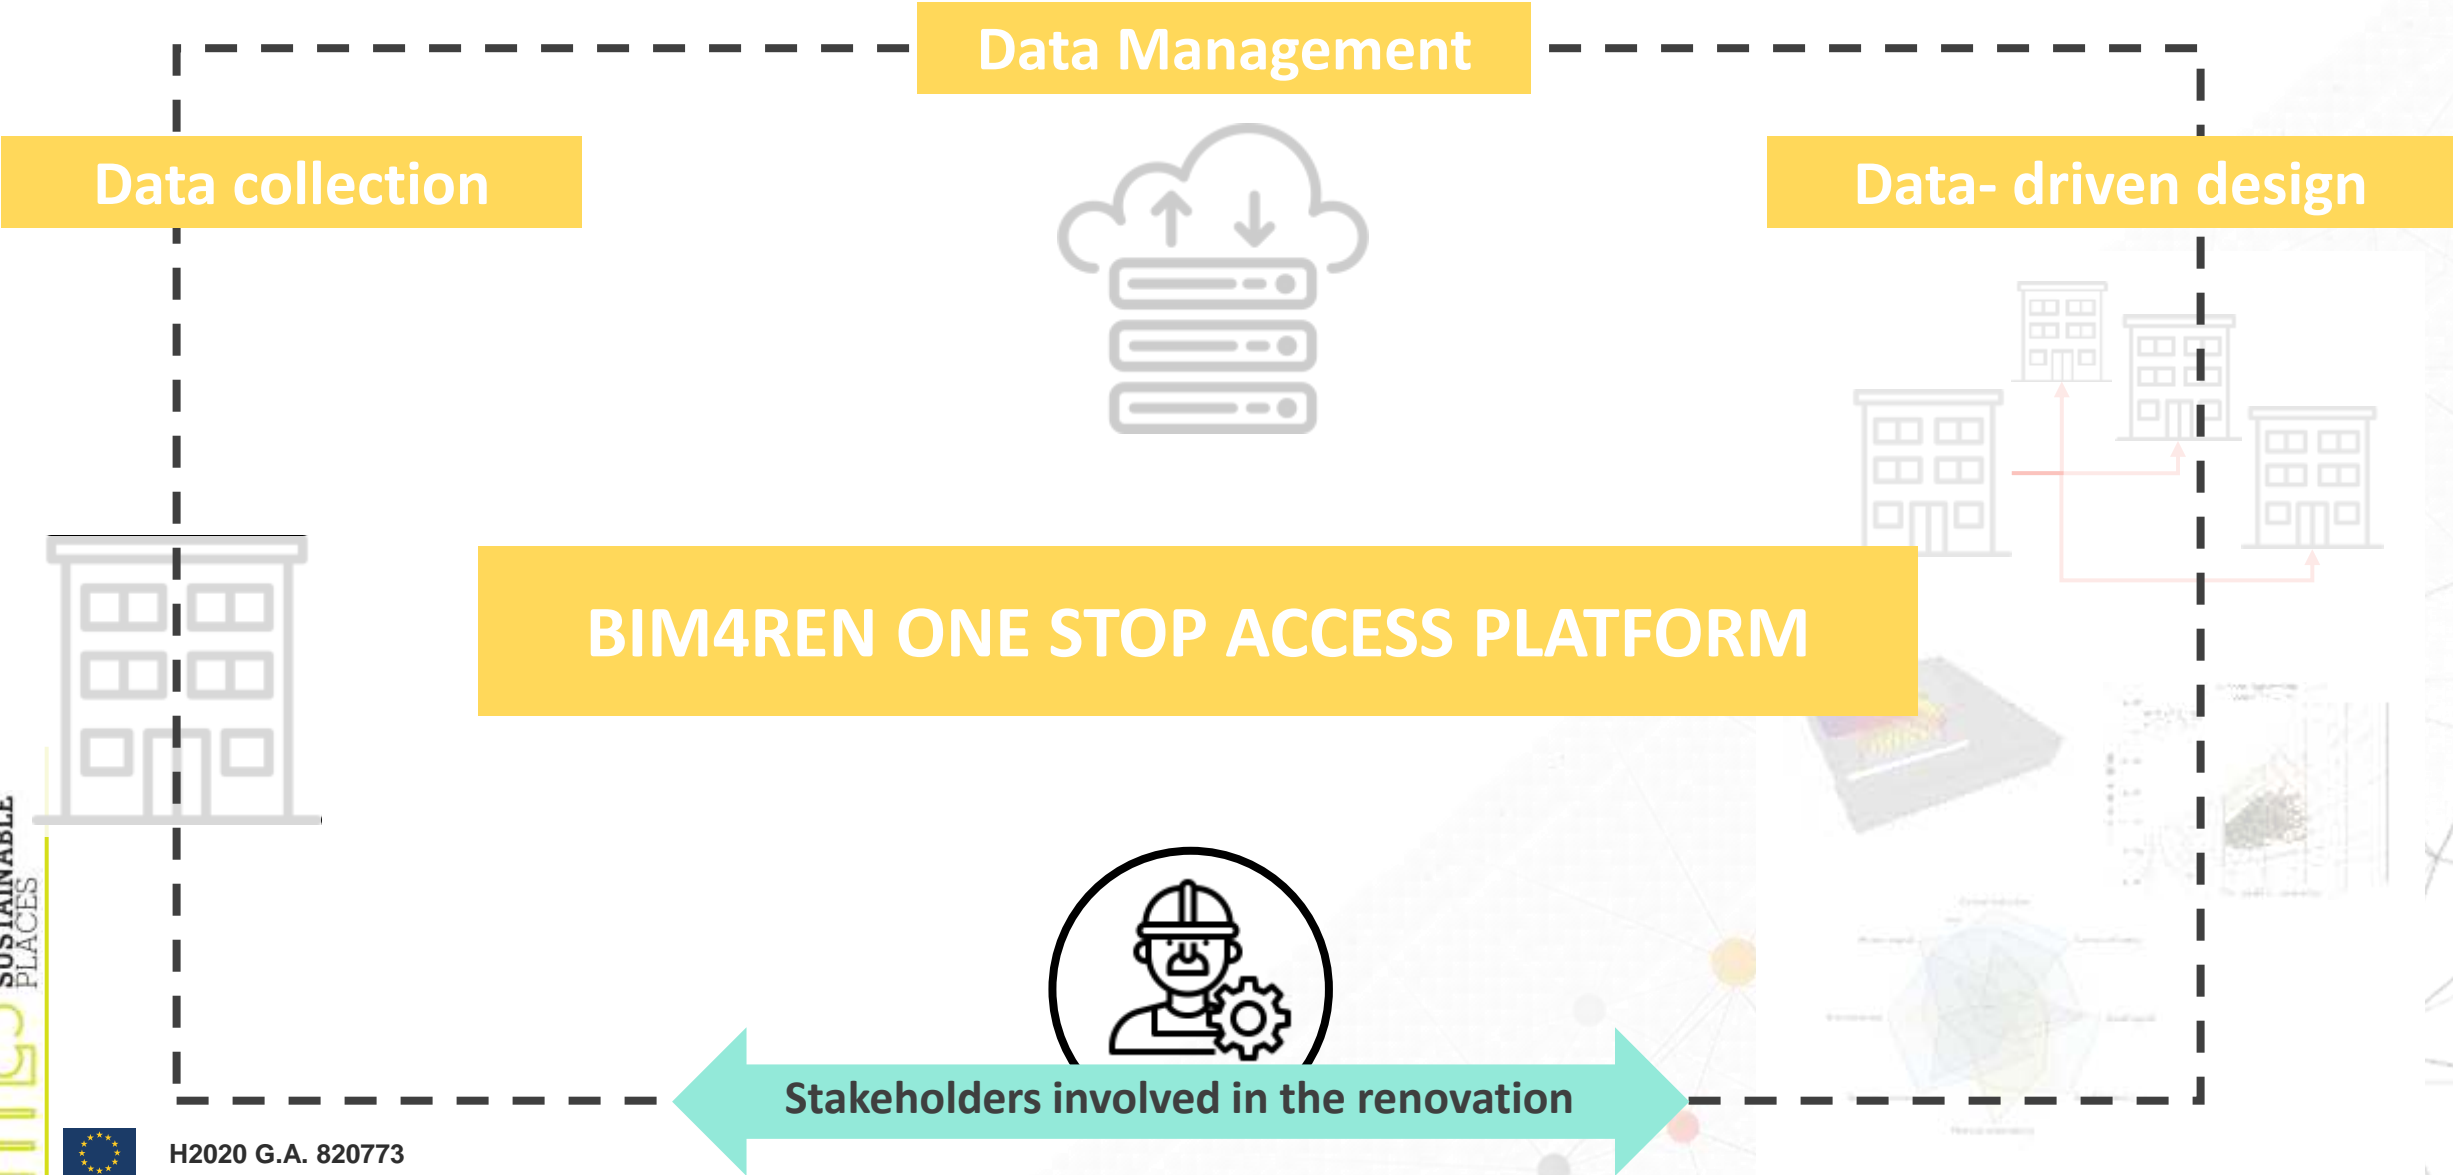 Data Management
Data collection
Data- driven design
BIM4REN ONE STOP ACCESS PLATFORM
SUSTAINABLE
PLACES
Stakeholders involved in the renovation
H2020 G.A. 820773